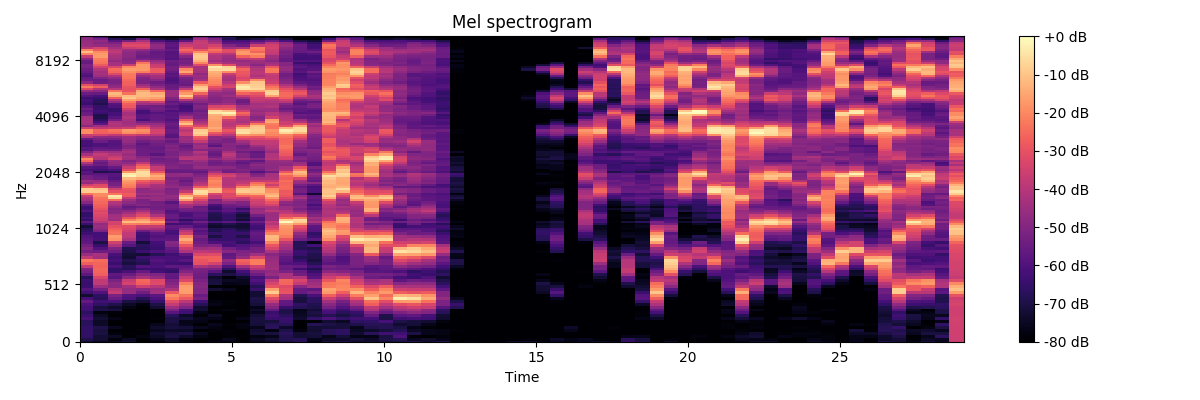 Mel spectrogram
Hz
8192
4096
2048
1024
512
0
0 5 10 15 20 25
Time
+0 dB
-10 dB
-20 dB
-30 dB
-40 dB
-50 dB
-60 dB
-70 dB
-80 dB